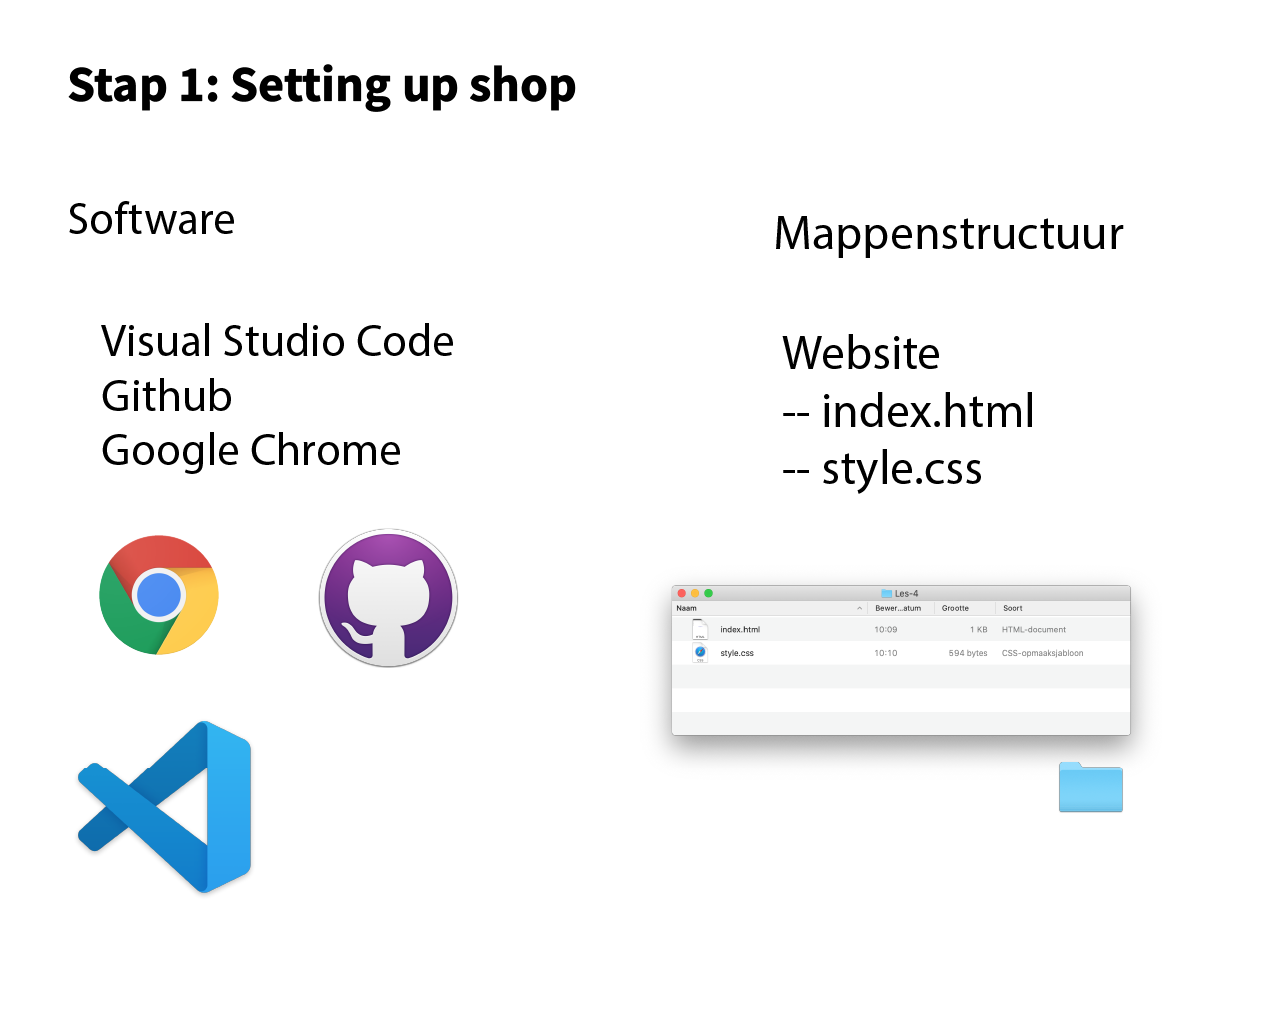 Stap 1: Setting up shop
Software
Visual Studio Code
Github
Google Chrome
Mappenstructuur
Website
-- index.html
-- style.css
Les-4
Naam Bewer...atum Grootte Soort
index.html 10:09 1 KB HTML-document
style.css 10:10 594 bytes CSS-opmaaksjabloon